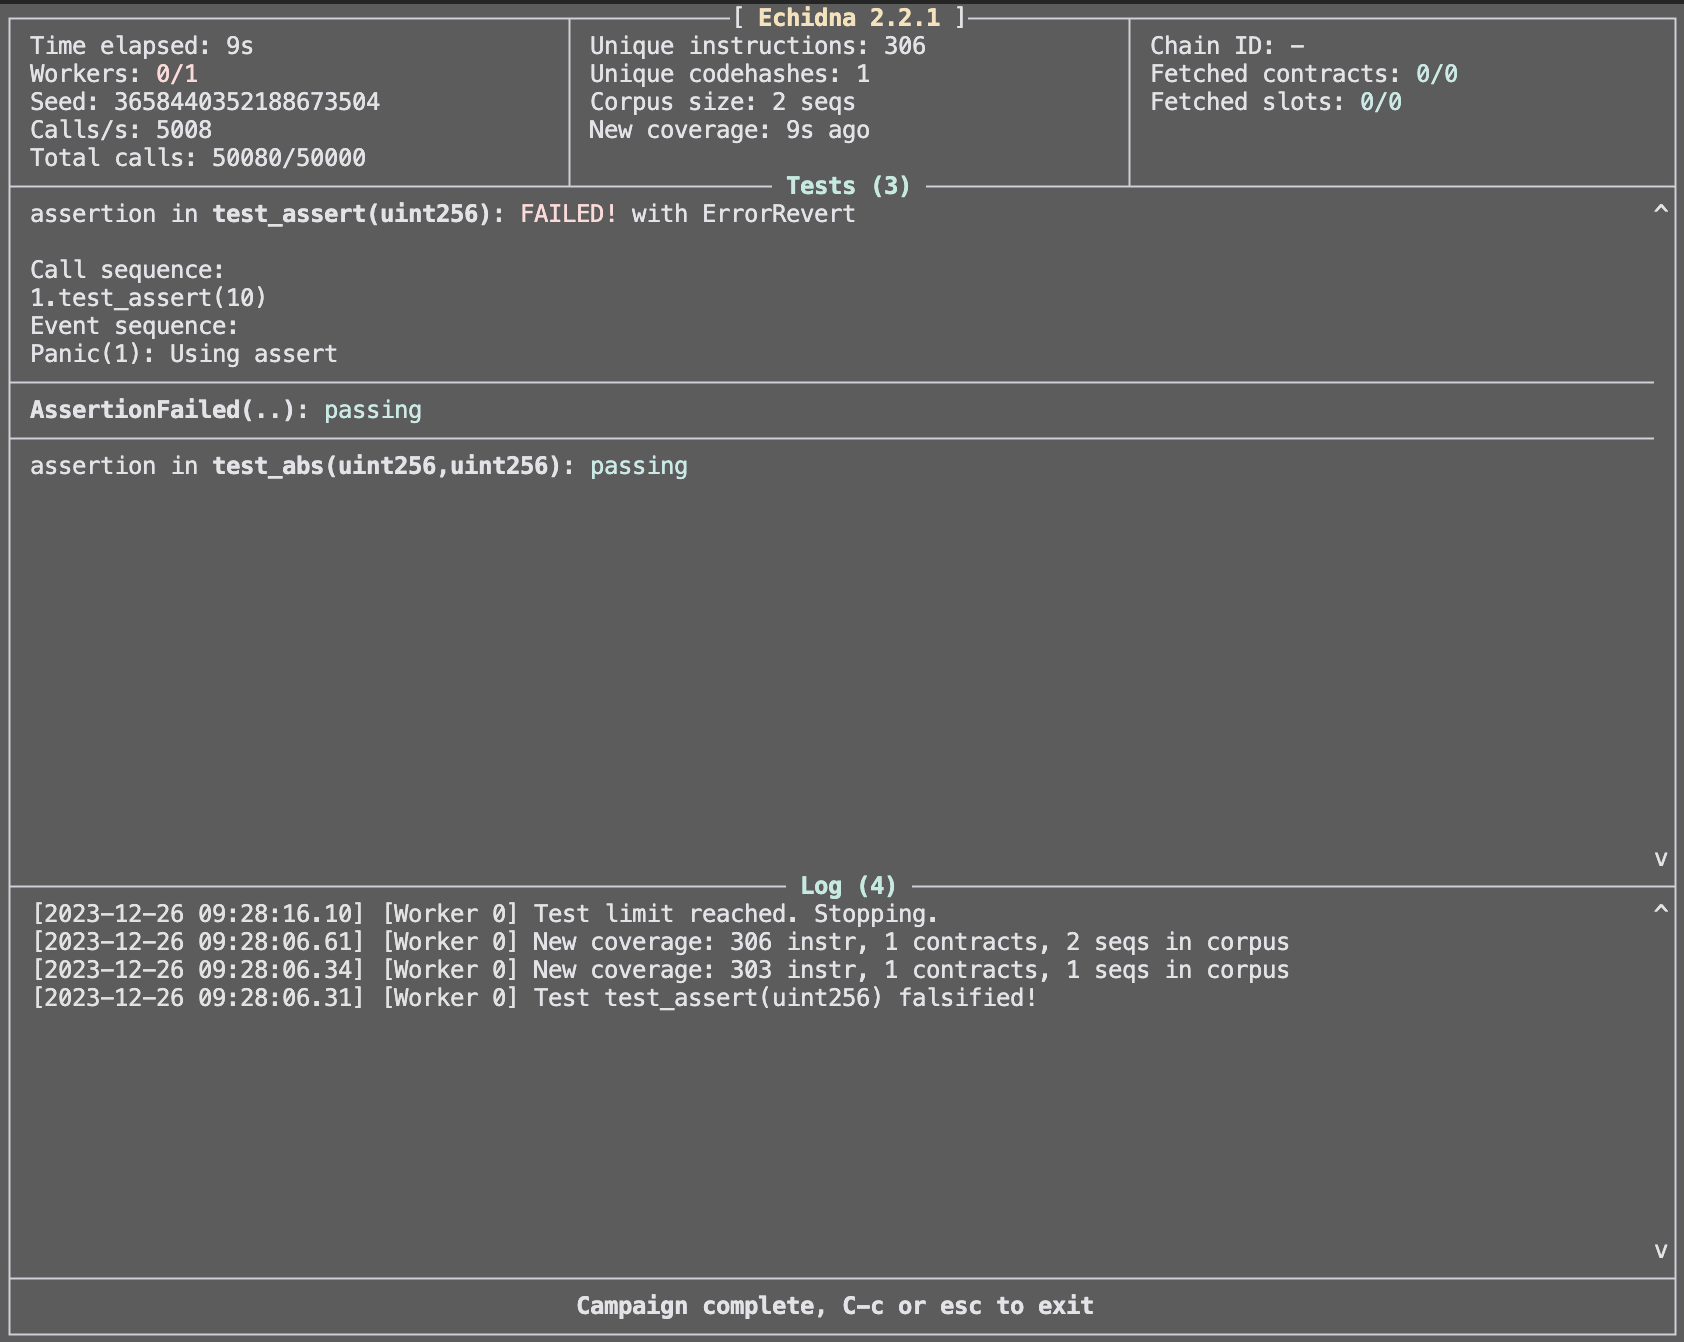 [ Echidna 2.2.1 ]
Time elapsed: 9s
Workers: 0/1
Seed: 3658440352188673504
Calls/s: 5008
Total calls: 50080/50000
Unique instructions: 306
Unique codehashes: 1
Corpus size: 2 seqs
New coverage: 9s ago
Chain ID: -
Fetched contracts: 0/0
Fetched slots: 0/0
Tests (3)
assertion in test_assert(uint256): FAILED! with ErrorRevert
^
Call sequence:
1.test_assert(10)
Event sequence:
Panic(1): Using assert
AssertionFailed(..): passing
assertion in test_abs(uint256,uint256): passing
v
Log (4)
[2023-12-26 09:28:16.10] [Worker 0] Test limit reached. Stopping.
^
[2023-12-26 09:28:06.61] [Worker 0] New coverage: 306 instr, 1 contracts, 2 seqs in corpus
[2023-12-26 09:28:06.34] [Worker 0] New coverage: 303 instr, 1 contracts, 1 seqs in corpus
[2023-12-26 09:28:06.31] [Worker 0] Test test_assert(uint256) falsified!
v
Campaign complete, C-c or esc to exit